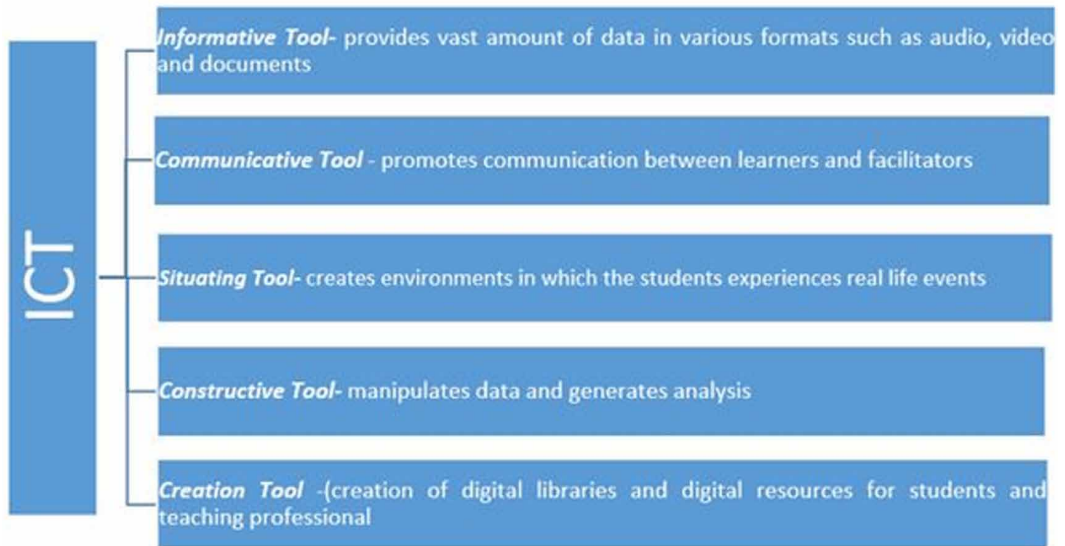 ICT
Informative Tool- provides vast amount of data in various formats such as audio, video
and documents
Communicative Tool - promotes communication between learners and facilitators
Situating Tool- creates environments in which the students experiences real life events
Constructive Tool- manipulates data and generates analysis
Creation Tool -(creation of digital libraries and digital resources for students and
teaching professional